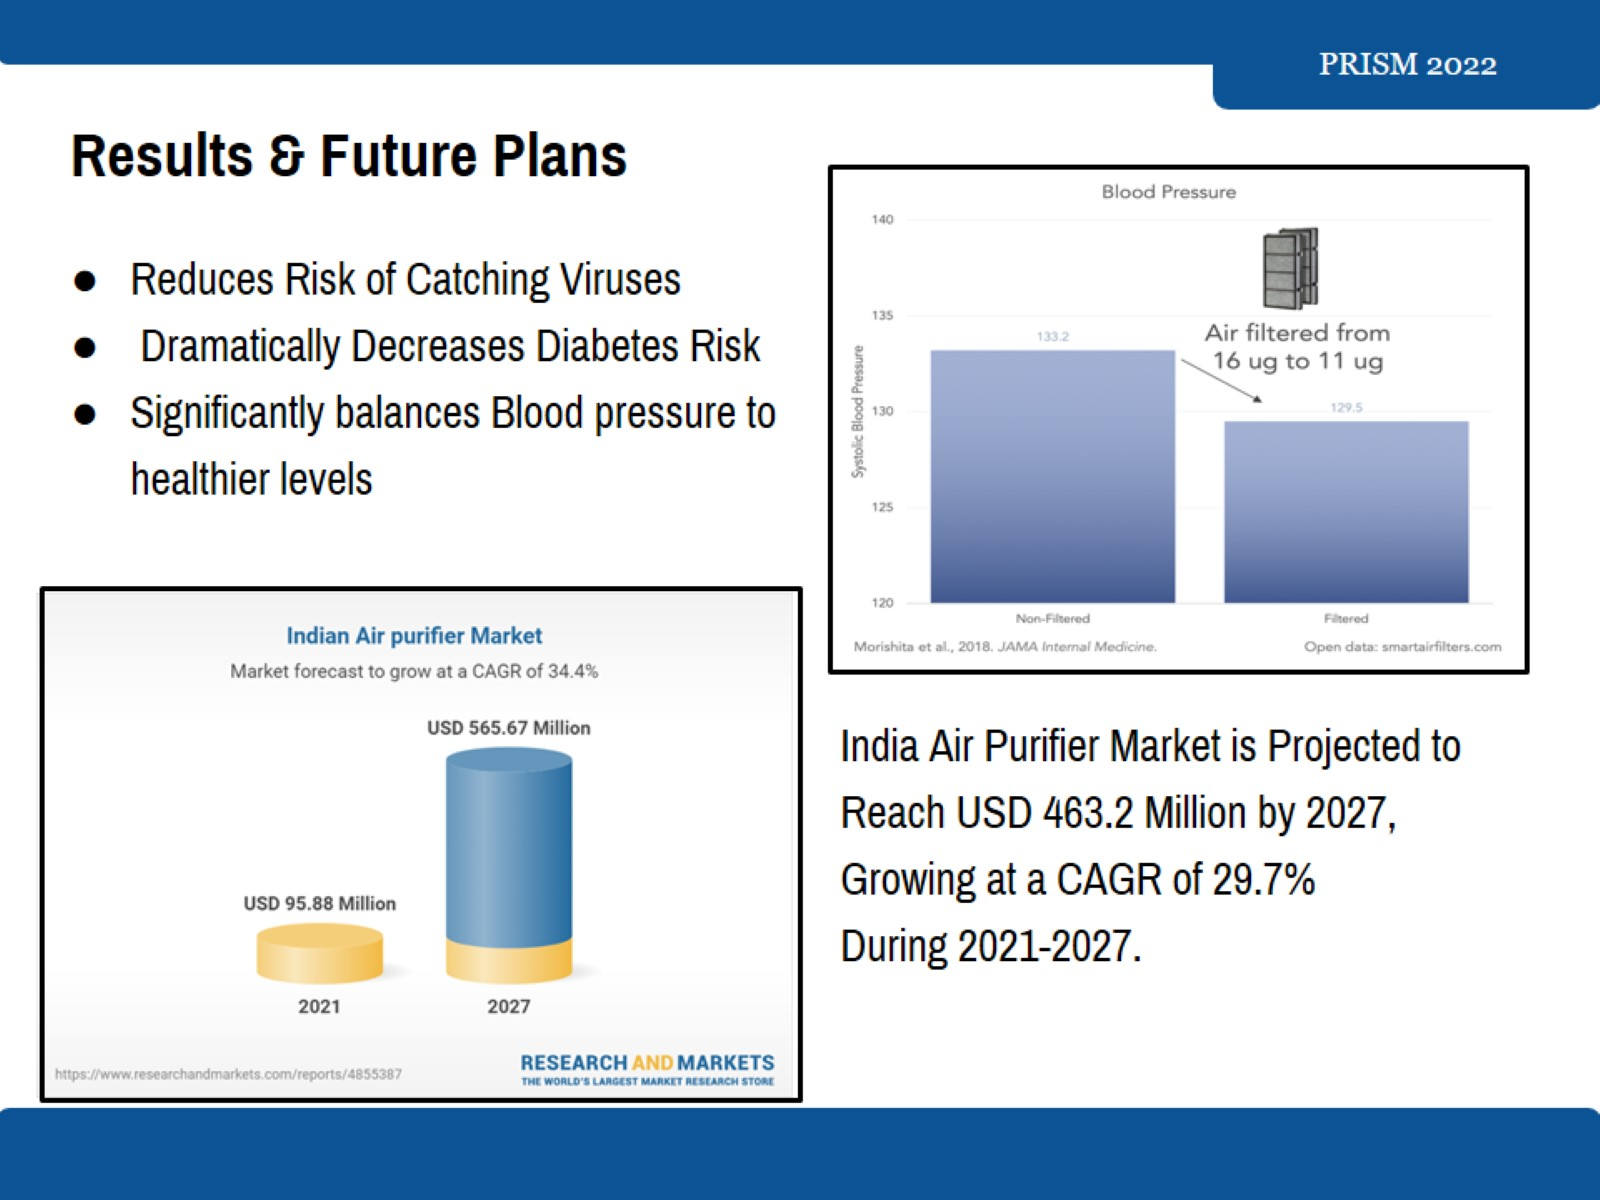 PRISM 2022
Results & Future Plans
● Reduces Risk of Catching Viruses
● Dramatically Decreases Diabetes Risk
● Significantly balances Blood pressure to
healthier levels
Blood Pressure
140
135
130
125
120
Systolic Blood Pressure
133.2
Air filtered from
16 ug to 11 ug
129.5
Non-Filtered
Filtered
Morishita et al., 2018. JAMA Internal Medicine.
Open data: smartairfilters.com
Indian Air purifier Market
Market forecast to grow at a CAGR of 34.4%
USD 565.67 Million
USD 95.88 Million
2021
2027
https://www.researchandmarkets.com/reports/4855387
RESEARCH AND MARKETS
THE WORLD'S LARGEST MARKET RESEARCH STORE
India Air Purifier Market is Projected to
Reach USD 463.2 Million by 2027,
Growing at a CAGR of 29.7%
During 2021-2027.